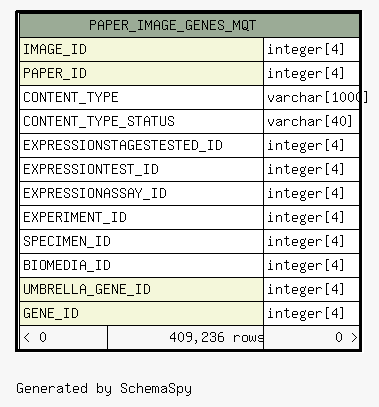 PAPER_IMAGE_GENES_MQT
IMAGE_ID integer[4]
PAPER_ID integer[4]
CONTENT_TYPE varchar[1000]
CONTENT_TYPE_STATUS varchar[40]
EXPRESSIONSTAGESTESTED_ID integer[4]
EXPRESSIONTEST_ID integer[4]
EXPRESSIONASSAY_ID integer[4]
EXPERIMENT_ID integer[4]
SPECIMEN_ID integer[4]
BIOMEDIA_ID integer[4]
UMBRELLA_GENE_ID integer[4]
GENE_ID integer[4]
< 0 409,236 rows 0 >
Generated by SchemaSpy